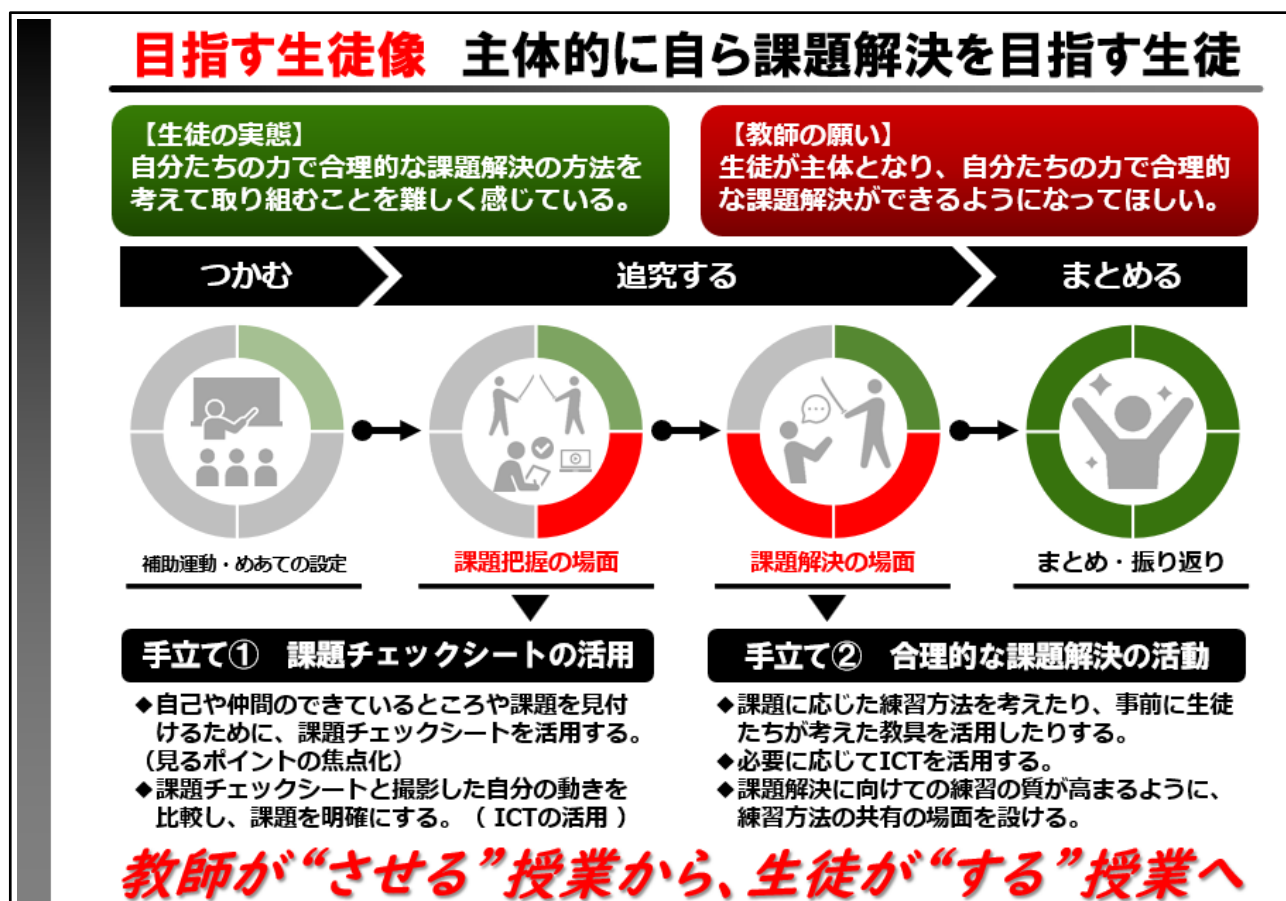 目指す生徒像 主体的に自ら課題解決を目指す生徒
【生徒の実態】
自分たちの力で合理的な課題解決の方法を
考えて取り組むことを難しく感じている。
【教師の願い】
生徒が主体となり、自分たちの力で合理的
な課題解決ができるようになってほしい。
つかむ
追究する
まとめる
補助運動・めあての設定
課題把握の場面
課題解決の場面
まとめ・振り返り
手立て① 課題チェックシートの活用
◆自己や仲間のできているところや課題を見付
けるために、課題チェックシートを活用する。
（見るポイントの焦点化）
◆課題チェックシートと撮影した自分の動きを
比較し、課題を明確にする。（ ICTの活用 ）
手立て② 合理的な課題解決の活動
◆課題に応じた練習方法を考えたり、事前に生徒
たちが考えた教具を活用したりする。
◆必要に応じてICTを活用する。
◆課題解決に向けての練習の質が高まるように、
練習方法の共有の場面を設ける。
教師が“させる”授業から、生徒が“する”授業へ